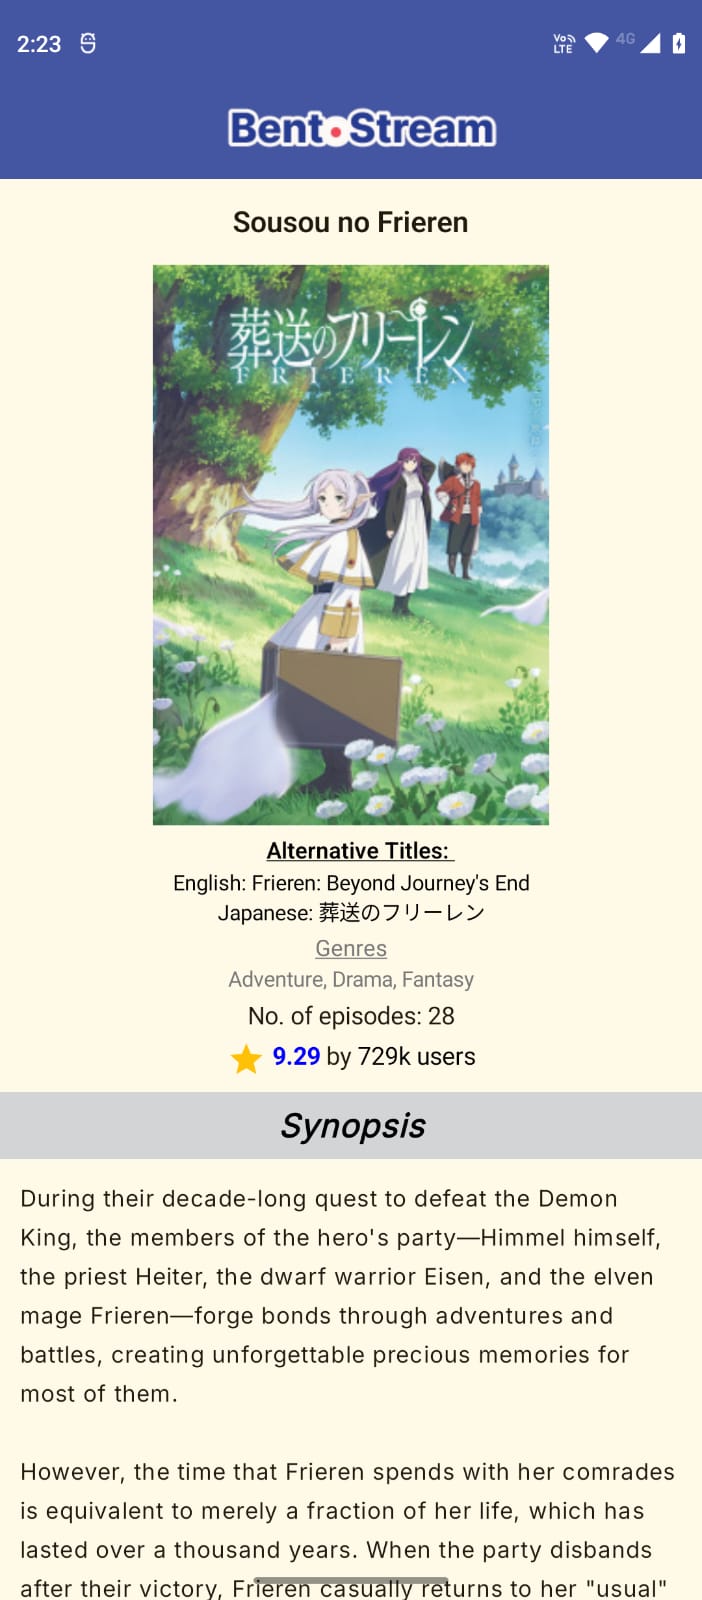 2:23
Vo LTE 4G
Bento Stream
Sousou no Frieren
葬送のフリーレン
FRIEREN
Alternative Titles:
English: Frieren: Beyond Journey's End
Japanese: 葬送のフリーレン
Genres
Adventure, Drama, Fantasy
No. of episodes: 28
9.29 by 729k users
Synopsis
During their decade-long quest to defeat the Demon
King, the members of the hero's party—Himmel himself,
the priest Heiter, the dwarf warrior Eisen, and the elven
mage Frieren—forge bonds through adventures and
battles, creating unforgettable precious memories for
most of them.
However, the time that Frieren spends with her comrades
is equivalent to merely a fraction of her life, which has
lasted over a thousand years. When the party disbands
after their victory, Frieren casually returns to her "usual"